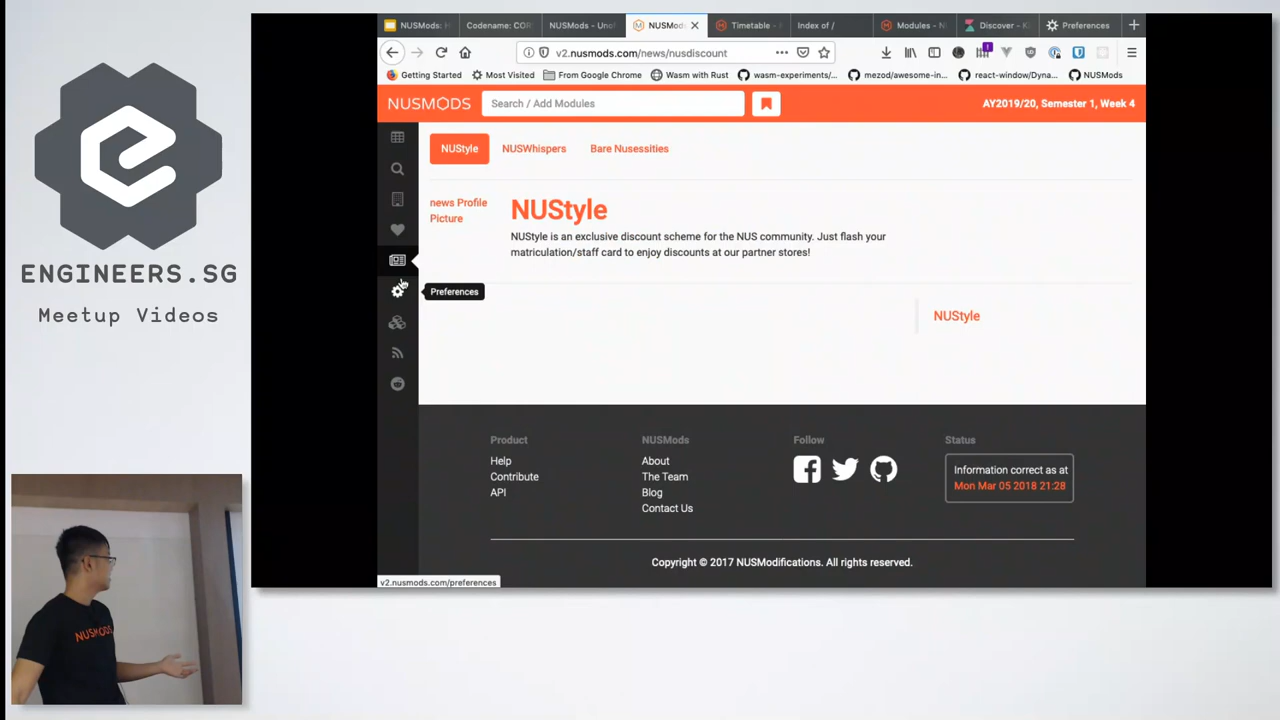 ENGINEERS.SG
Meetup Videos
NUSMods: H
Codename: COR
NUSMods - Uno
NUSMod
Timetable -
Index of /
Modules - N
Discover - K
Preferences
v2.nusmods.com/news/nusdiscount
Getting Started
Most Visited
From Google Chrome
Wasm with Rust
wasm-experiments/...
mezod/awesome-in...
react-window/Dyna...
NUSMods
NUSMODS
Search / Add Modules
AY2019/20, Semester 1, Week 4
NUStyle
NUSWhispers
Bare Nusessities
news Profile
Picture
NUStyle
NUStyle is an exclusive discount scheme for the NUS community. Just flash your
matriculation/staff card to enjoy discounts at our partner stores!
Preferences
NUStyle
Product
Help
Contribute
API
NUSMods
About
The Team
Blog
Contact Us
Follow
Status
Information correct as at
Mon Mar 05 2018 21:28
Copyright © 2017 NUSModifications. All rights reserved.
v2.nusmods.com/preferences
NUSMODS